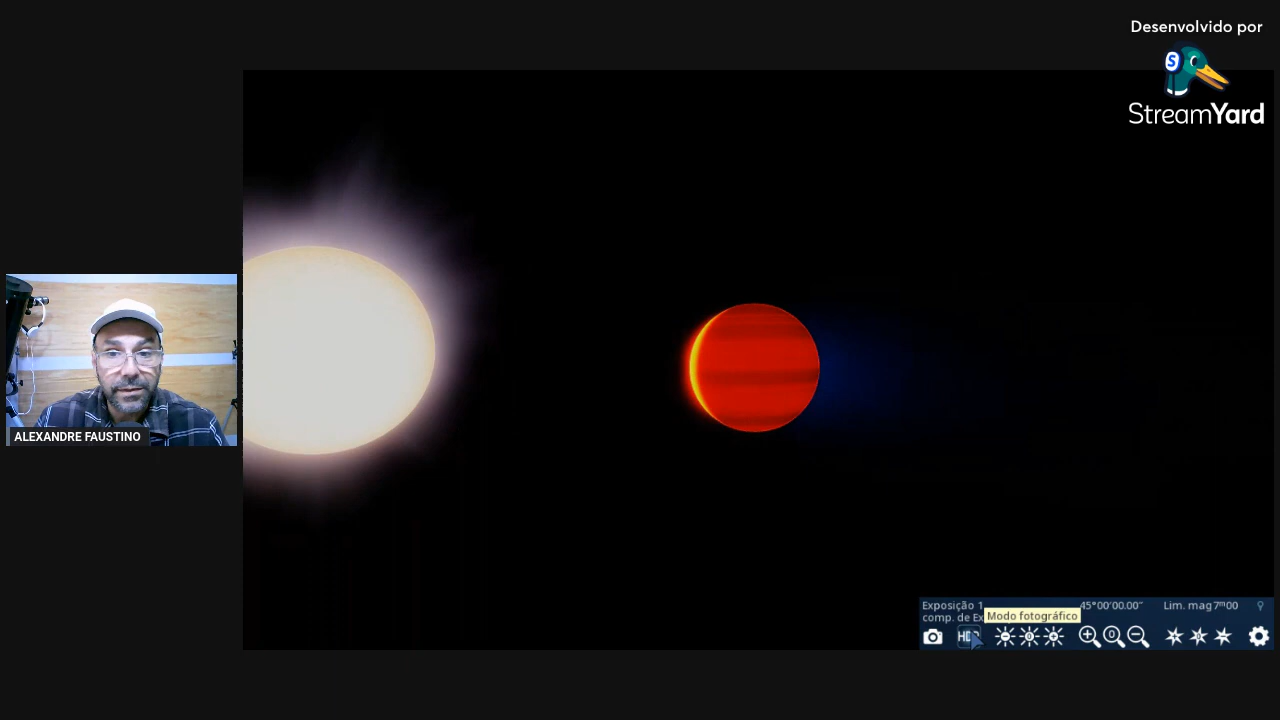 Desenvolvido por
S
StreamYard
ALEXANDRE FAUSTINO
Exposição 1
45°00'00.00"
Lim. mag 7ᵐ00
comp. de Ex
Modo fotográfico
HD
0